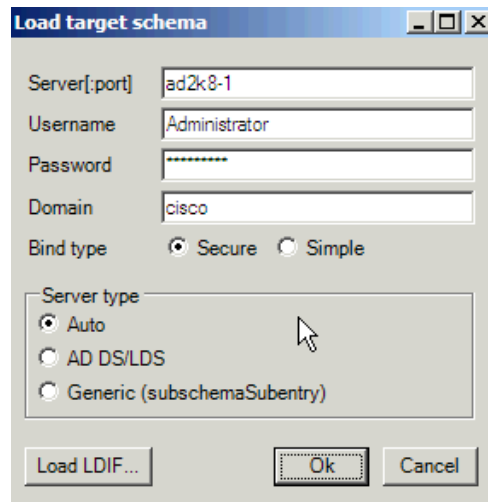 Load target schema
Server[:port] ad2k8-1
Username Administrator
Password *********
Domain cisco
Bind type Secure Simple
Server type
Auto
AD DS/LDS
Generic (subschemaSubentry)
Load LDIF... Ok Cancel